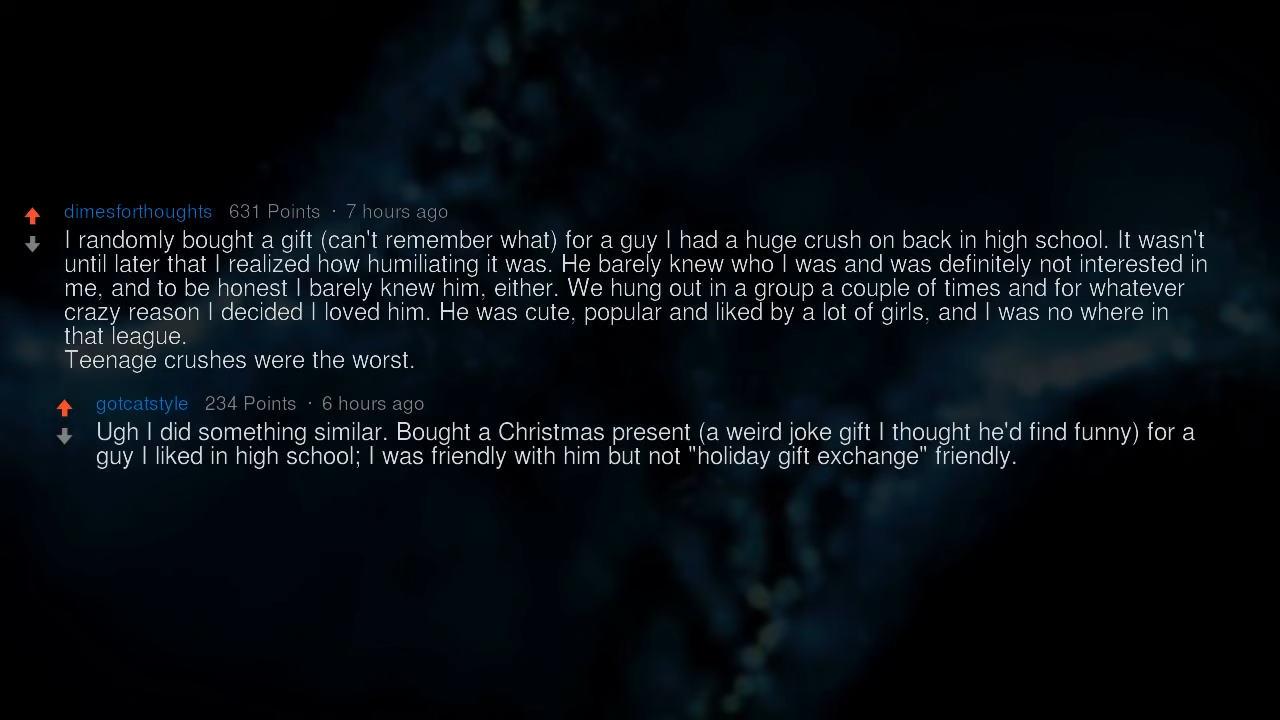 dimesforthoughts 631 Points · 7 hours ago
I randomly bought a gift (can't remember what) for a guy I had a huge crush on back in high school. It wasn't
until later that I realized how humiliating it was. He barely knew who I was and was definitely not interested in
me, and to be honest I barely knew him, either. We hung out in a group a couple of times and for whatever
crazy reason I decided I loved him. He was cute, popular and liked by a lot of girls, and I was no where in
that league.
Teenage crushes were the worst.
gotcatstyle 234 Points · 6 hours ago
Ugh I did something similar. Bought a Christmas present (a weird joke gift I thought he'd find funny) for a
guy I liked in high school; I was friendly with him but not "holiday gift exchange" friendly.